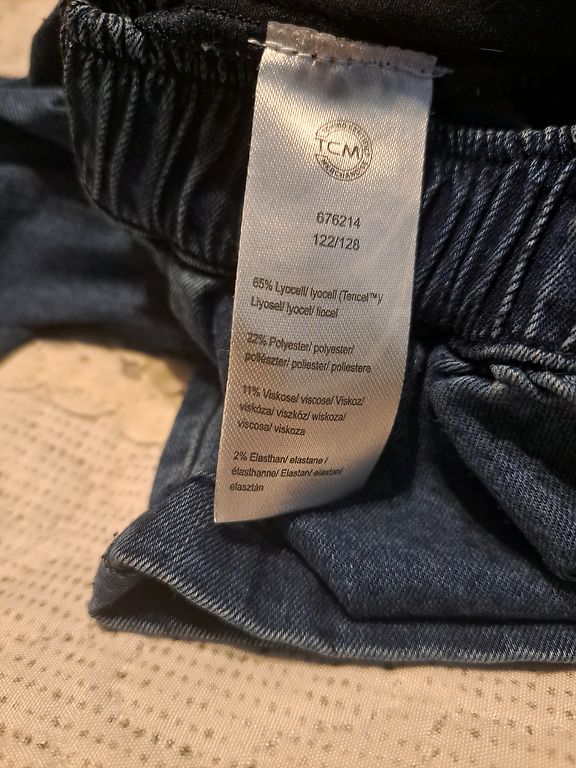 TCM
676214
122/128
65% Lyocell/ lyocell (Tencel™)/
Liyosel/ lyocet/ liocel
22% Polyester/ polyester/
poliészter/ poliester/ poliestere
11% Viskose/ viscose/ Viskoz/
viskóza/ viszkóz/ wiskoza/
viscosa/ viskoza
2% Elasthan/ elastane/
élasthanne/ Elastan/ elastan/
elasztán